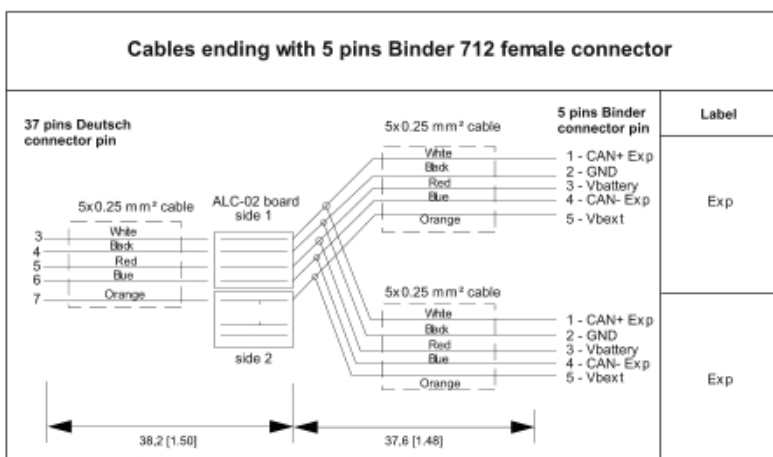 Cables ending with 5 pins Binder 712 female connector
37 pins Deutsch
connector pin
5x0.25 mm² cable
5 pins Binder
connector pin
Label
White
Black
Red
Blue
Orange
1 - CAN+ Exp
2 - GND
3 - Vbattery
4 - CAN- Exp
5 - Vbext
Exp
ALC-02 board
side 1
5x0.25 mm² cable
3
4
5
6
7
White
Black
Red
Blue
Orange
side 2
5x0.25 mm² cable
White
Black
Red
Blue
Orange
1 - CAN+ Exp
2 - GND
3 - Vbattery
4 - CAN- Exp
5 - Vbext
Exp
38,2 [1.50]
37,6 [1.48]